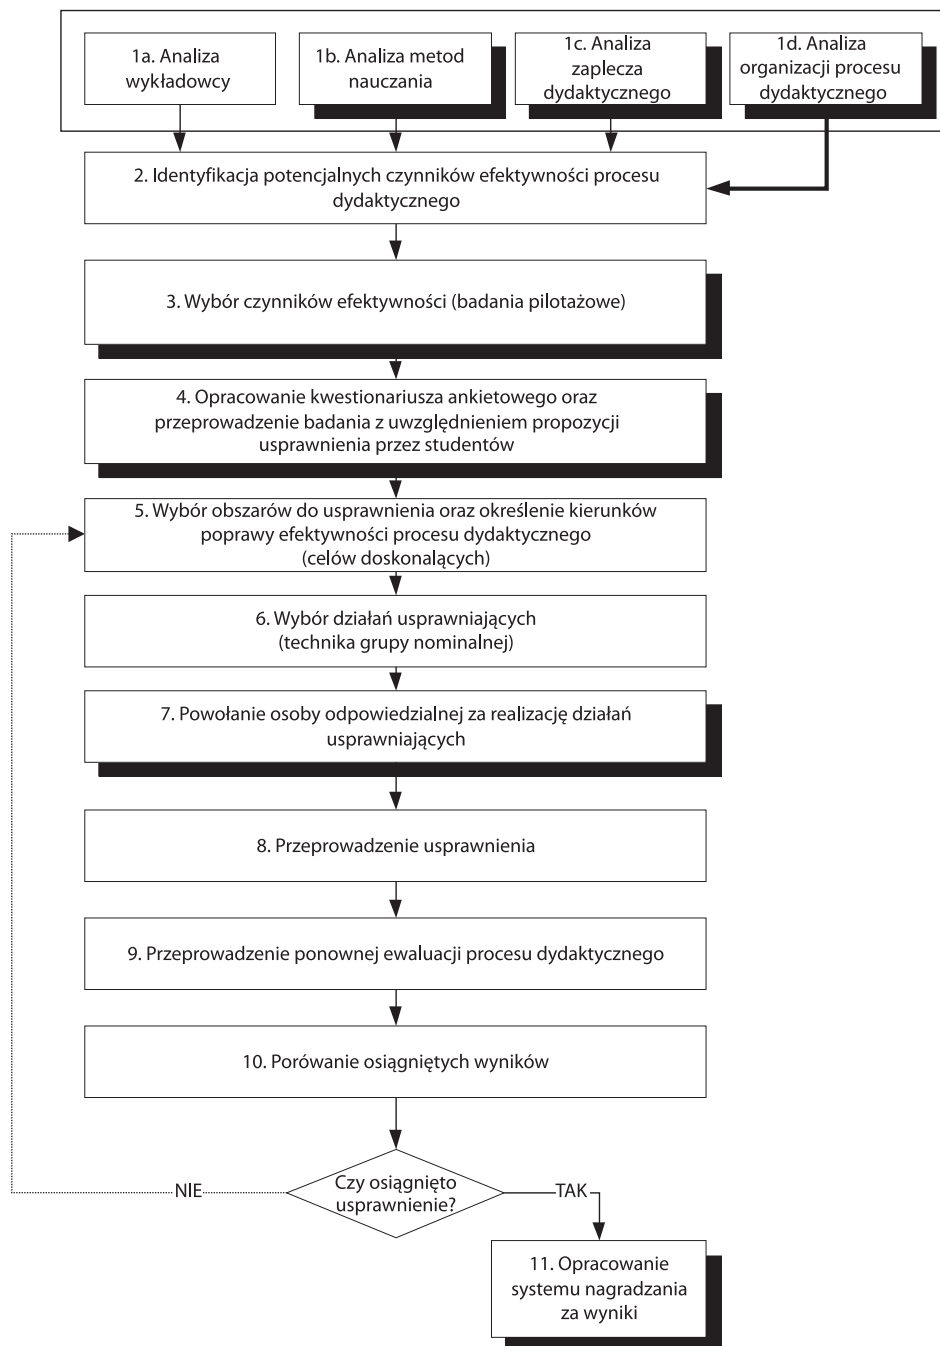 1a. Analiza
wykładowcy
1b. Analiza metod
nauczania
1c. Analiza
zaplecza
dydaktycznego
1d. Analiza
organizacji procesu
dydaktycznego
2. Identyfikacja potencjalnych czynników efektywności procesu
dydaktycznego
3. Wybór czynników efektywności (badania pilotażowe)
4. Opracowanie kwestionariusza ankietowego oraz
przeprowadzenie badania z uwzględnieniem propozycji
usprawnienia przez studentów
5. Wybór obszarów do usprawnienia oraz określenie kierunków
poprawy efektywności procesu dydaktycznego
(celów doskonalących)
6. Wybór działań usprawniających
(technika grupy nominalnej)
7. Powołanie osoby odpowiedzialnej za realizację działań
usprawniających
8. Przeprowadzenie usprawnienia
9. Przeprowadzenie ponownej ewaluacji procesu dydaktycznego
10. Porówanie osiągniętych wyników
Czy osiągnięto
usprawnienie?
NIE
TAK
11. Opracowanie
systemu nagradzania
za wyniki